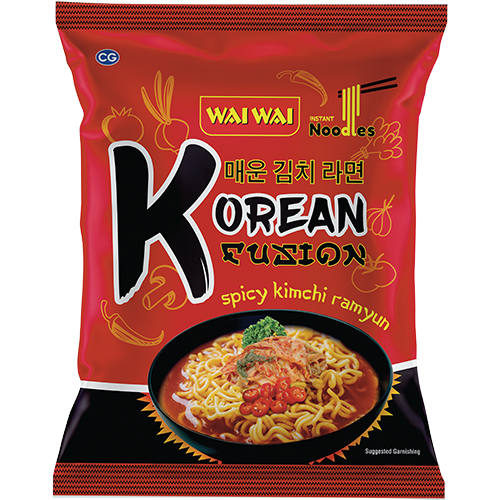 CG
WAI WAI
INSTANT
Noodles
매운 김치 라면
KOREAN
FUSION
spicy kimchi ramyun
Suggested Garnishing